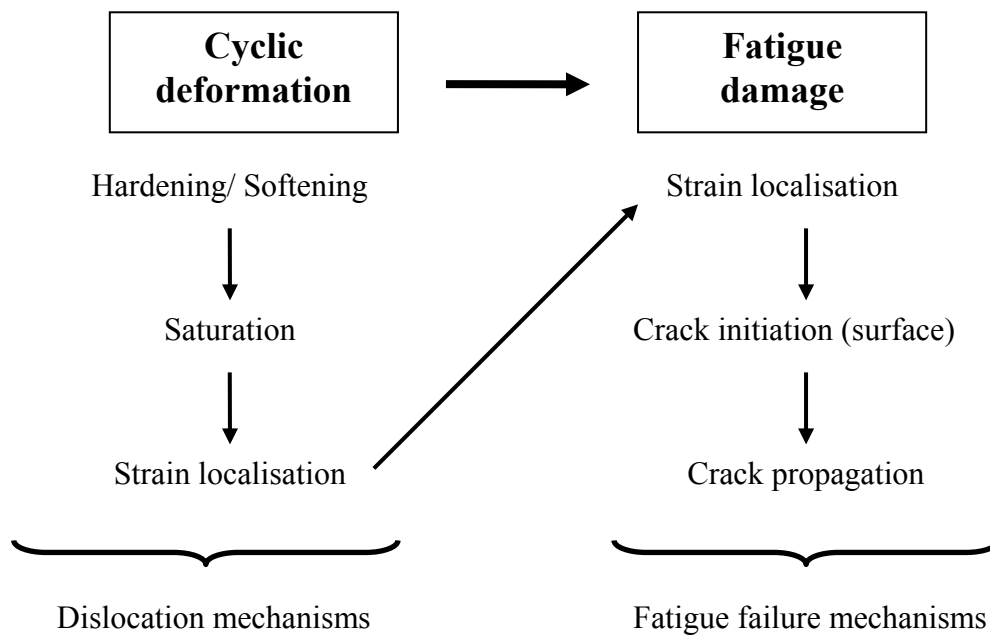 Cyclic
deformation
Fatigue
damage
Hardening/ Softening
Strain localisation
Saturation
Crack initiation (surface)
Strain localisation
Crack propagation
Dislocation mechanisms
Fatigue failure mechanisms